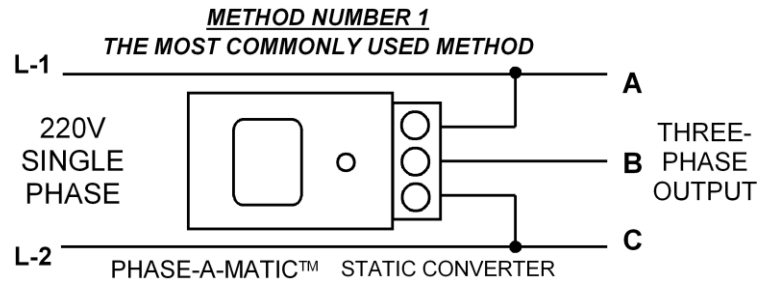 METHOD NUMBER 1
THE MOST COMMONLY USED METHOD
L-1
A
220V
SINGLE
PHASE
B
THREE-
PHASE
OUTPUT
L-2
C
PHASE-A-MATIC™ STATIC CONVERTER